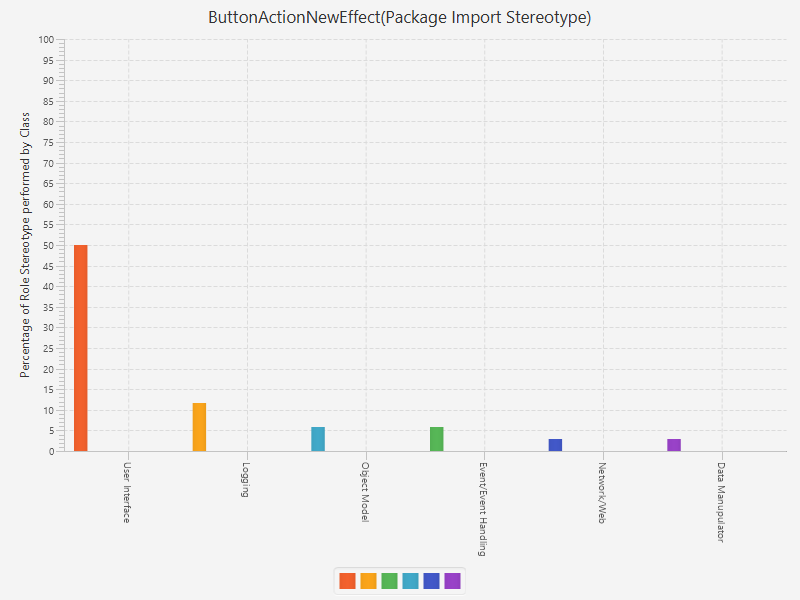 ButtonActionNewEffect(Package Import Stereotype)
Percentage of Role Stereotype performed by Class
100
95
90
85
80
75
70
65
60
55
50
45
40
35
30
25
20
15
10
5
0
User Interface
Logging
Object Model
Event/Event Handling
Network/Web
Data Manupulator